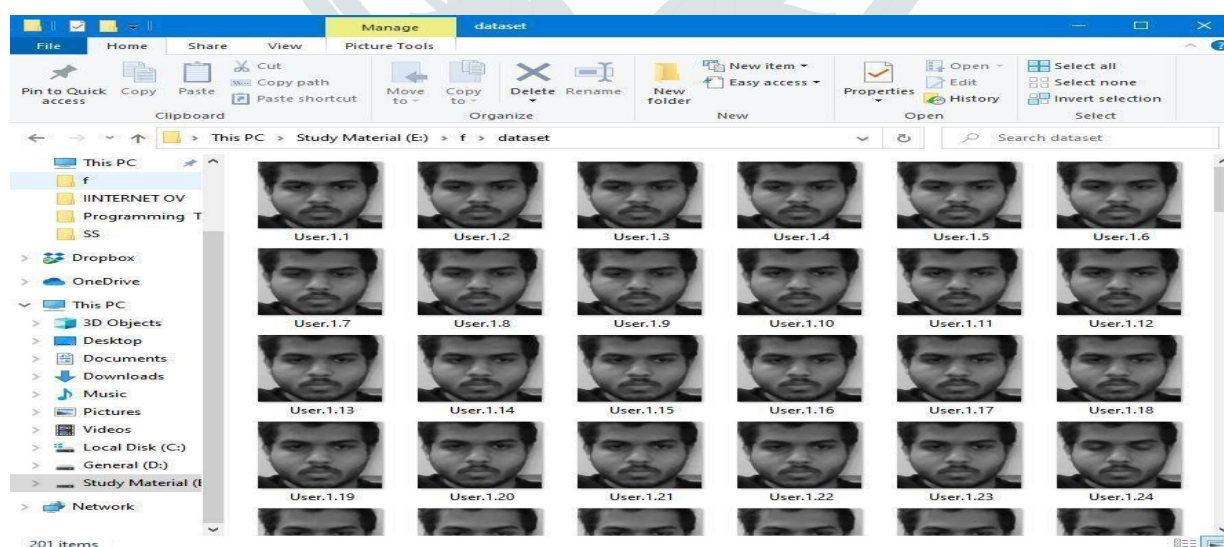 Manage dataset
File Home Share View Picture Tools
Pin to Quick access
Copy
Paste
Cut
Copy path
Paste shortcut
Clipboard
Move to
Copy to
Delete
Rename
Organize
New folder
New item
Easy access
New
Properties
Open
Edit
History
Open
Select all
Select none
Invert selection
Select
> This PC > Study Material (E:) > f > dataset
Search dataset
This PC
f
IINTERNET OV
Programming T
SS
Dropbox
OneDrive
This PC
3D Objects
Desktop
Documents
Downloads
Music
Pictures
Videos
Local Disk (C:)
General (D:)
Study Material (E
Network
User.1.1 User.1.2 User.1.3 User.1.4 User.1.5 User.1.6
User.1.7 User.1.8 User.1.9 User.1.10 User.1.11 User.1.12
User.1.13 User.1.14 User.1.15 User.1.16 User.1.17 User.1.18
User.1.19 User.1.20 User.1.21 User.1.22 User.1.23 User.1.24
201 items